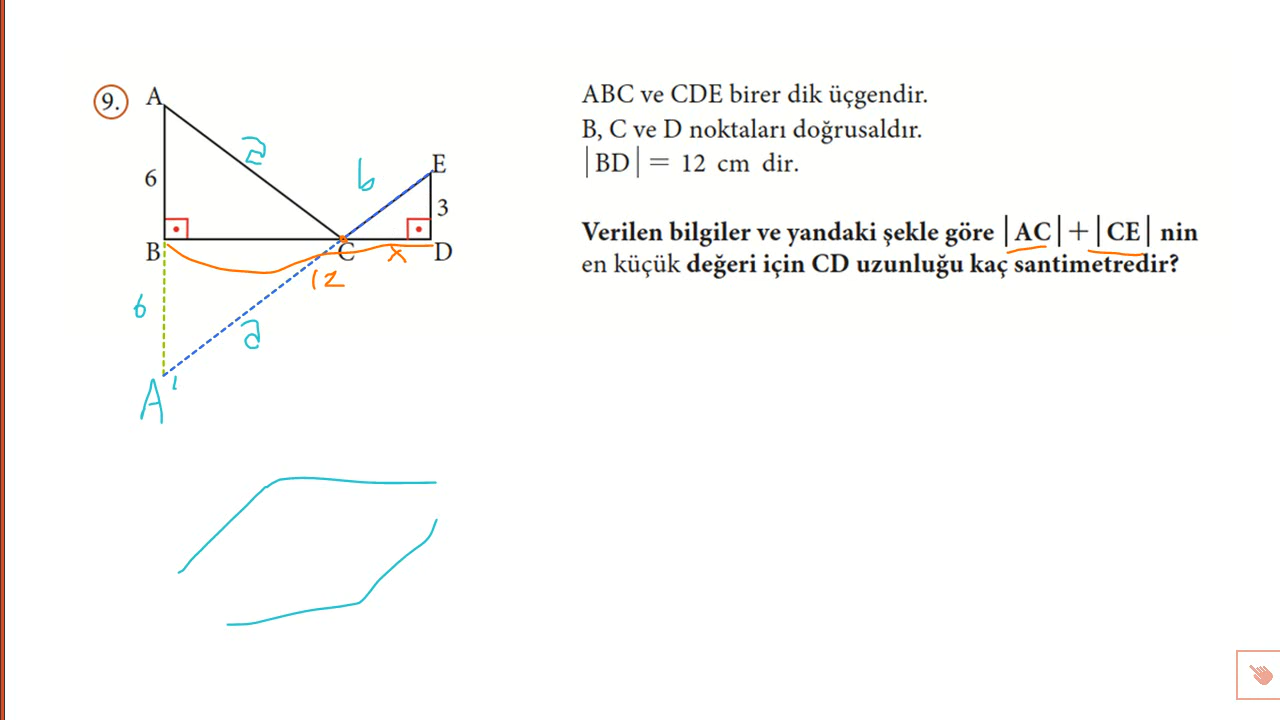 9.
A
6
B
C
D
E
3
a
b
12
x
6
a
A'
ABC ve CDE birer dik üçgendir.
B, C ve D noktaları doğrusaldır.
|BD| = 12 cm dir.
Verilen bilgiler ve yandaki şekle göre |AC| + |CE| nin
en küçük değeri için CD uzunluğu kaç santimetredir?